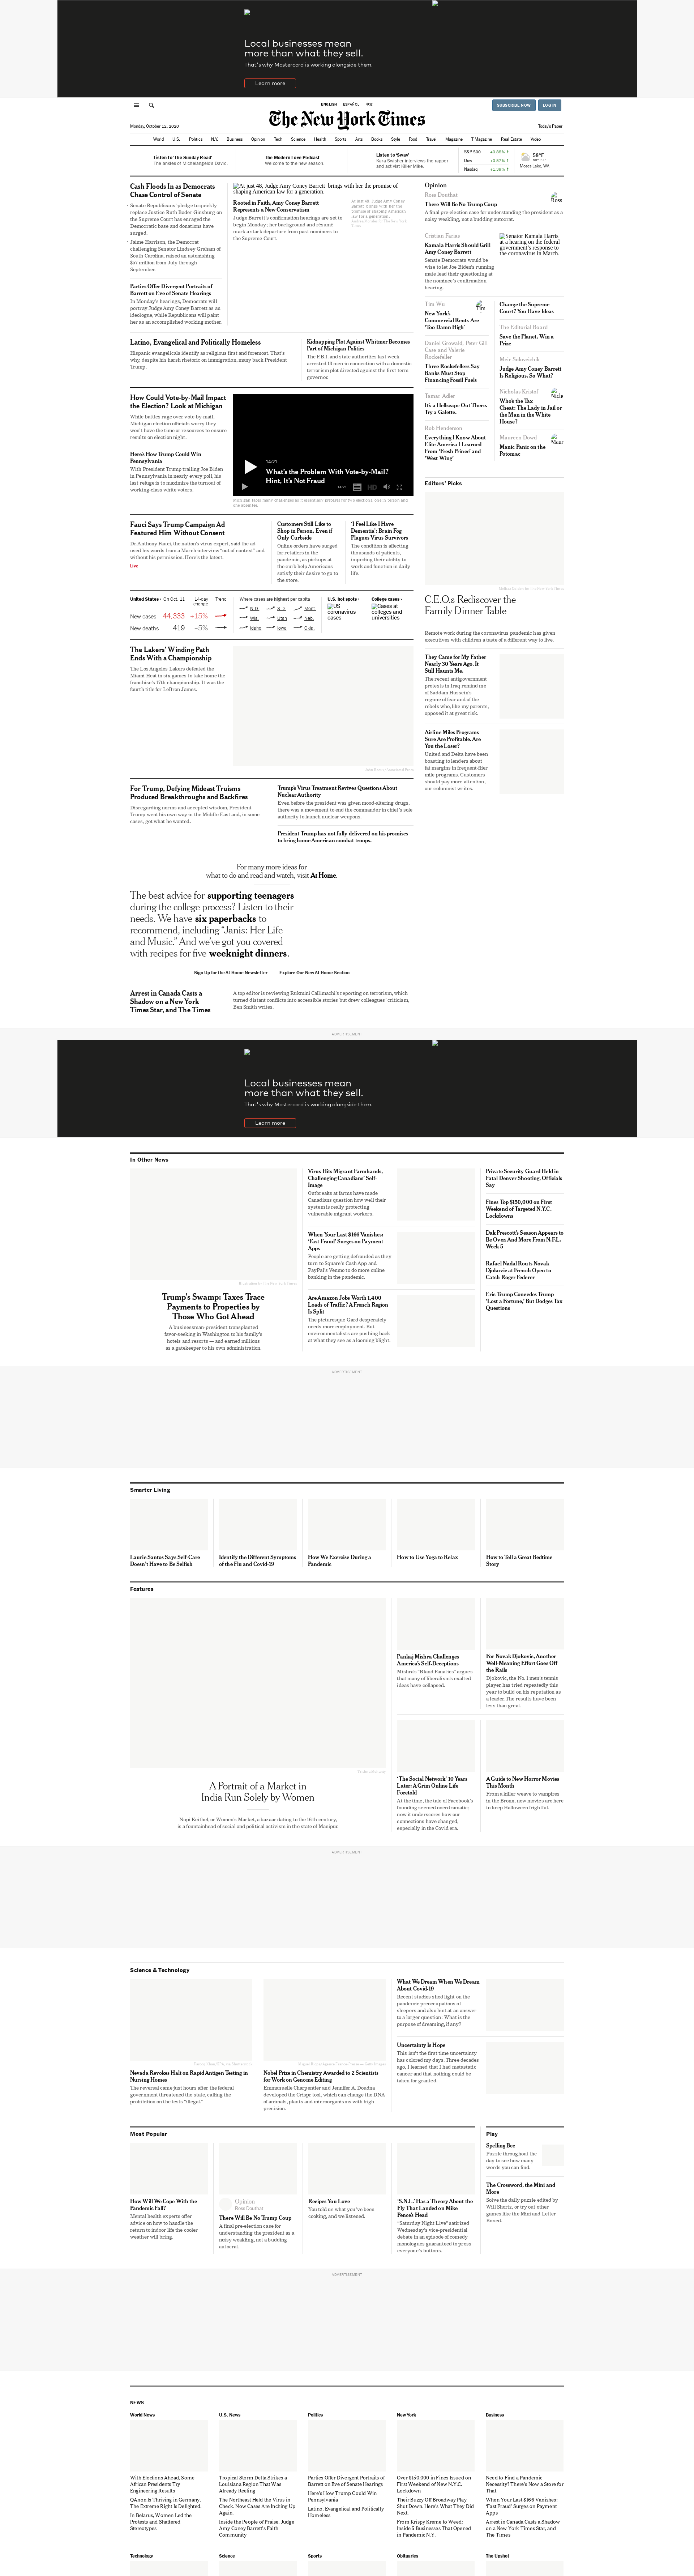 Local businesses mean
more than what they sell.
That's why Mastercard is working alongside them.
Learn more
ENGLISH ESPAÑOL 中文
SUBSCRIBE NOW LOG IN
The New York Times
Monday, October 12, 2020
Today's Paper
World U.S. Politics N.Y. Business Opinion Tech Science Health Sports Arts Books Style Food Travel Magazine T Magazine Real Estate Video
Listen to 'The Sunday Read'
The ankles of Michelangelo's David.
The Modern Love Podcast
Welcome to the new season.
Listen to 'Sway'
Kara Swisher interviews the rapper
and activist Killer Mike.
S&P 500 +0.88% ↑
Dow +0.57% ↑
Nasdaq +1.39% ↑
58°F
Moses Lake, WA
Cash Floods In as Democrats
Chase Control of Senate
Senate Republicans' pledge to quickly
replace Justice Ruth Bader Ginsburg on
the Supreme Court has enraged the
Democratic base and donations have
surged.
Jaime Harrison, the Democrat
challenging Senator Lindsey Graham of
South Carolina, raised an astonishing
$57 million from July through
September.
Parties Offer Divergent Portraits of
Barrett on Eve of Senate Hearings
In Monday's hearings, Democrats will
portray Judge Amy Coney Barrett as an
ideologue, while Republicans will paint
her as an accomplished working mother.
At just 48, Judge Amy Coney Barrett brings with her the promise of
shaping American law for a generation.
Rooted in Faith, Amy Coney Barrett
Represents a New Conservatism
Judge Barrett's confirmation hearings are set to
begin Monday; her background and résumé
mark a stark departure from past nominees to
the Supreme Court.
At just 48, Judge Amy Coney
Barrett brings with her the
promise of shaping American
law for a generation.
Latino, Evangelical and Politically Homeless
Hispanic evangelicals identify as religious first and foremost. That's
why, despite his harsh rhetoric on immigration, many back President
Trump.
Kidnapping Plot Against Whitmer Becomes
Part of Michigan Politics
The F.B.I. and state authorities last week
arrested 13 men in connection with a domestic
terrorism plot directed against the first-term
governor.
How Could Vote-by-Mail Impact
the Election? Look at Michigan
While battles rage over vote-by-mail,
Michigan election officials worry they
won't have the time or resources to ensure
results on election night.
Here's How Trump Could Win
Pennsylvania
With President Trump trailing Joe Biden
in Pennsylvania in nearly every poll, his
last refuge is to maximize the turnout of
working-class white voters.
14:21
What's the Problem With Vote-by-Mail?
Hint, It's Not Fraud
14:23 HD
Michigan faces many challenges as it essentially prepares for two elections, one in person and
one absentee.
Fauci Says Trump Campaign Ad
Featured Him Without Consent
Dr. Anthony Fauci, the nation's virus expert, said the ad
used his words from a March interview "out of context" and
without his permission. Here's the latest.
Live
Customers Still Like to
Shop in Person, Even if
Only Curbside
Online orders have surged
for retailers in the
pandemic, as pickups at
the curb help Americans
satisfy their desire to go to
the store.
'I Feel Like I Have
Dementia': Brain Fog
Plagues Virus Survivors
The condition is affecting
thousands of patients,
impeding their ability to
work and function in daily
life.
United States › On Oct. 11 14-day change Trend
New cases 44,333 +15%
New deaths 419 –5%
Where cases are highest per capita
N.D. S.D. Mont.
Wis. Utah Neb.
Idaho Iowa Okla.
U.S. hot spots ›
US
coronavirus
cases
College cases ›
Cases at
colleges and
universities
The Lakers' Winding Path
Ends With a Championship
The Los Angeles Lakers defeated the
Miami Heat in six games to take home the
franchise's 17th championship. It was the
fourth title for LeBron James.
For Trump, Defying Mideast Truisms
Produced Breakthroughs and Backfires
Disregarding norms and accepted wisdom, President
Trump went his own way in the Middle East and, in some
cases, got what he wanted.
Trump's Virus Treatment Revives Questions About
Nuclear Authority
Even before the president was given mood-altering drugs,
there was a movement to end the commander in chief's sole
authority to launch nuclear weapons.
President Trump has not fully delivered on his promises
to bring home American combat troops.
For many more ideas for
what to do and read and watch, visit At Home.
The best advice for supporting teenagers
during the college process? Listen to their
needs. We have six paperbacks to
recommend, including "Janis: Her Life
and Music." And we've got you covered
with recipes for five weeknight dinners.
Sign Up for the At Home Newsletter
Explore Our New At Home Section
Arrest in Canada Casts a
Shadow on a New York
Times Star, and The Times
A top editor is reviewing Rukmini Callimachi's reporting on terrorism, which
turned distant conflicts into accessible stories but drew colleagues' criticism,
Ben Smith writes.
Opinion
Ross Douthat
There Will Be No Trump Coup
A final pre-election case for understanding the president as a
noisy weakling, not a budding autocrat.
Ross
Cristian Farias
Kamala Harris Should Grill
Amy Coney Barrett
Senate Democrats would be
wise to let Joe Biden's running
mate lead their questioning at
the nominee's confirmation
hearing.
Senator Kamala Harris
at a hearing on the federal
government's response to
the coronavirus in March.
Tim Wu
New York's
Commercial Rents Are
'Too Damn High'
Tim
Daniel Growald, Peter Gill
Case and Valerie
Rockefeller
Three Rockefellers Say
Banks Must Stop
Financing Fossil Fuels
Tamar Adler
It's a Hellscape Out There.
Try a Galette.
Rob Henderson
Everything I Know About
Elite America I Learned
From 'Fresh Prince' and
'West Wing'
Change the Supreme
Court? You Have Ideas
The Editorial Board
Save the Planet, Win a
Prize
Meir Soloveichik
Judge Amy Coney Barrett
Is Religious. So What?
Nicholas Kristof
Who's the Tax
Cheat: The Lady in Jail or
the Man in the White
House?
Maureen Dowd
Manic Panic on the
Potomac
Editors' Picks
C.E.O.s Rediscover the
Family Dinner Table
Remote work during the coronavirus pandemic has given
executives with children a taste of a different way to live.
They Came for My Father
Nearly 30 Years Ago. It
Still Haunts Me.
The recent antigovernment
protests in Iraq remind me
of Saddam Hussein's
regime of fear and of the
rebels who, like my parents,
opposed it at great risk.
Airline Miles Programs
Sure Are Profitable. Are
You the Loser?
United and Delta have been
boasting to lenders about
fat margins in frequent flier
mile programs. Customers
should pay more attention,
our columnist writes.
ADVERTISEMENT
Local businesses mean
more than what they sell.
That's why Mastercard is working alongside them.
Learn more
In Other News
Trump's Swamp: Taxes Trace
Payments to Properties by
Those Who Got Ahead
A businessman-president transplanted
favor-seeking in Washington to his family's
hotels and resorts — and earned millions
as a gatekeeper to his own administration.
Virus Hits Migrant Farmhands,
Challenging Canadians' Self-
Image
Outbreaks at farms have made
Canadians question how well their
system is really protecting
vulnerable migrant workers.
When Your Last $166 Vanishes:
'Fast Fraud' Surges on Payment
Apps
People are getting defrauded as they
turn to Square's Cash App and
PayPal's Venmo to do more online
banking in the pandemic.
Are Amazon Jobs Worth 1,400
Loads of Traffic? A French Region
Is Split
The picturesque Gard desperately
needs more employment. But
environmentalists are pushing back
at what they see as a looming blight.
Private Security Guard Held in
Fatal Denver Shooting, Officials
Say
Fines Top $150,000 on First
Weekend of Targeted N.Y.C.
Lockdowns
Dak Prescott's Season Appears to
Be Over, And More From N.F.L.
Week 5
Rafael Nadal Routs Novak
Djokovic at French Open to
Catch Roger Federer
Eric Trump Concedes Trump
'Lost a Fortune,' But Dodges Tax
Questions
ADVERTISEMENT
Smarter Living
Laurie Santos Says Self-Care
Doesn't Have to Be Selfish
Identify the Different Symptoms
of the Flu and Covid-19
How We Exercise During a
Pandemic
How to Use Yoga to Relax
How to Tell a Great Bedtime
Story
Features
A Portrait of a Market in
India Run Solely by Women
Nupi Keithel, or Women's Market, a bazaar dating to the 16th century,
is a fountainhead of social and political activism in the state of Manipur.
Pankaj Mishra Challenges
America's Self-Deceptions
Mishra's "Bland Fanatics" argues
that many of liberalism's exalted
ideas have collapsed.
For Novak Djokovic, Another
Well-Meaning Effort Goes Off
the Rails
Djokovic, the No. 1 men's tennis
player, has tried repeatedly this
year to build on his reputation as
a leader. The results have been
less than great.
'The Social Network' 10 Years
Later: A Grim Online Life
Foretold
At the time, the tale of Facebook's
founding seemed overdramatic;
now it underscores how our
connections have changed,
especially in the Covid era.
A Guide to New Horror Movies
This Month
From a killer weave to vampires
in the Bronx, new movies are here
to keep Halloween frightful.
ADVERTISEMENT
Science & Technology
Nevada Revokes Halt on Rapid Antigen Testing in
Nursing Homes
The reversal came just hours after the federal
government threatened the state, calling the
prohibition on the tests "illegal."
Nobel Prize in Chemistry Awarded to 2 Scientists
for Work on Genome Editing
Emmanuelle Charpentier and Jennifer A. Doudna
developed the Crispr tool, which can change the DNA
of animals, plants and microorganisms with high
precision.
What We Dream When We Dream
About Covid-19
Recent studies shed light on the
pandemic preoccupations of
sleepers and also hint at an answer
to a larger question: What is the
purpose of dreaming, if any?
Uncertainty Is Hope
This isn't the first time uncertainty
has colored my days. Three decades
ago, I learned that I had metastatic
cancer and that nothing could be
taken for granted.
Most Popular
How Will We Cope With the
Pandemic Fall?
Mental health experts offer
advice on how to handle the
return to indoor life the cooler
weather will bring.
Opinion
Ross Douthat
There Will Be No Trump Coup
A final pre-election case for
understanding the president as a
noisy weakling, not a budding
autocrat.
Recipes You Love
You told us what you've been
cooking, and we listened.
'S.N.L.' Has a Theory About the
Fly That Landed on Mike
Pence's Head
"Saturday Night Live" satirized
Wednesday's vice-presidential
debate in an episode of comedy
monologues guaranteed to press
everyone's buttons.
Play
Spelling Bee
Puzzle throughout the
day to see how many
words you can find.
The Crossword, the Mini and
More
Solve the daily puzzle edited by
Will Shortz, or try out other
games like the Mini and Letter
Boxed.
ADVERTISEMENT
NEWS
World News
With Elections Ahead, Some
African Presidents Try
Engineering Results
QAnon Is Thriving in Germany.
The Extreme Right Is Delighted.
In Belarus, Women Led the
Protests and Shattered
Stereotypes
U.S. News
Tropical Storm Delta Strikes a
Louisiana Region That Was
Already Reeling
The Northeast Held the Virus in
Check. Now Cases Are Inching Up
Again.
Inside the People of Praise, Judge
Amy Coney Barrett's Faith
Community
Politics
Parties Offer Divergent Portraits of
Barrett on Eve of Senate Hearings
Here's How Trump Could Win
Pennsylvania
Latino, Evangelical and Politically
Homeless
New York
Over $150,000 in Fines Issued on
First Weekend of New N.Y.C.
Lockdown
Their Buzzy Off Broadway Play
Shut Down. Here's What They Did
Next.
From Krispy Kreme to Weed:
Inside 5 Businesses That Opened
in Pandemic N.Y.
Business
Need to Find a Pandemic
Necessity? There's Now a Store for
That
When Your Last $166 Vanishes:
'Fast Fraud' Surges on Payment
Apps
Arrest in Canada Casts a Shadow
on a New York Times Star, and
The Times
Technology
Science
Sports
Obituaries
The Upshot